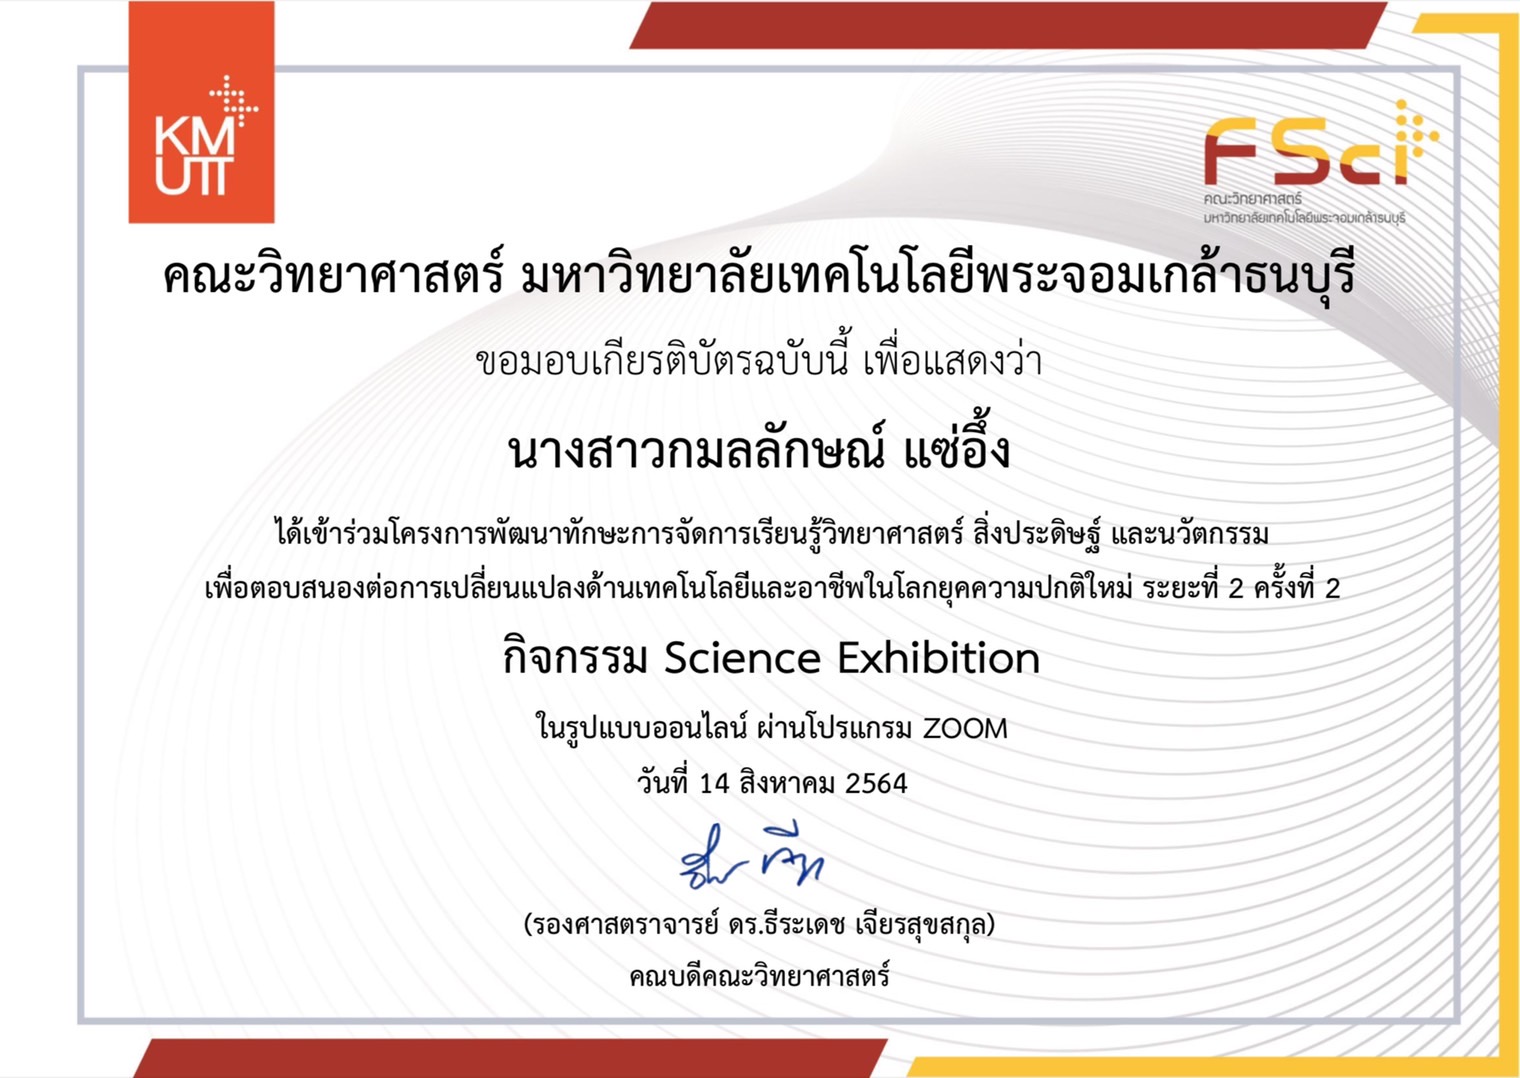 KM
UTT
FSci
คณะวิทยาศาสตร์
มหาวิทยาลัยเทคโนโลยีพระจอมเกล้าธนบุรี
คณะวิทยาศาสตร์ มหาวิทยาลัยเทคโนโลยีพระจอมเกล้าธนบุรี
ขอมอบเกียรติบัตรฉบับนี้ เพื่อแสดงว่า
นางสาวกมลลักษณ์ แซ่อึ้ง
ได้เข้าร่วมโครงการพัฒนาทักษะการจัดการเรียนรู้วิทยาศาสตร์ สิ่งประดิษฐ์ และนวัตกรรม
เพื่อตอบสนองต่อการเปลี่ยนแปลงด้านเทคโนโลยีและอาชีพในโลกยุคความปกติใหม่ ระยะที่ 2 ครั้งที่ 2
กิจกรรม Science Exhibition
ในรูปแบบออนไลน์ ผ่านโปรแกรม ZOOM
วันที่ 14 สิงหาคม 2564
(รองศาสตราจารย์ ดร.ธีระเดช เจียรสุขสกุล)
คณบดีคณะวิทยาศาสตร์